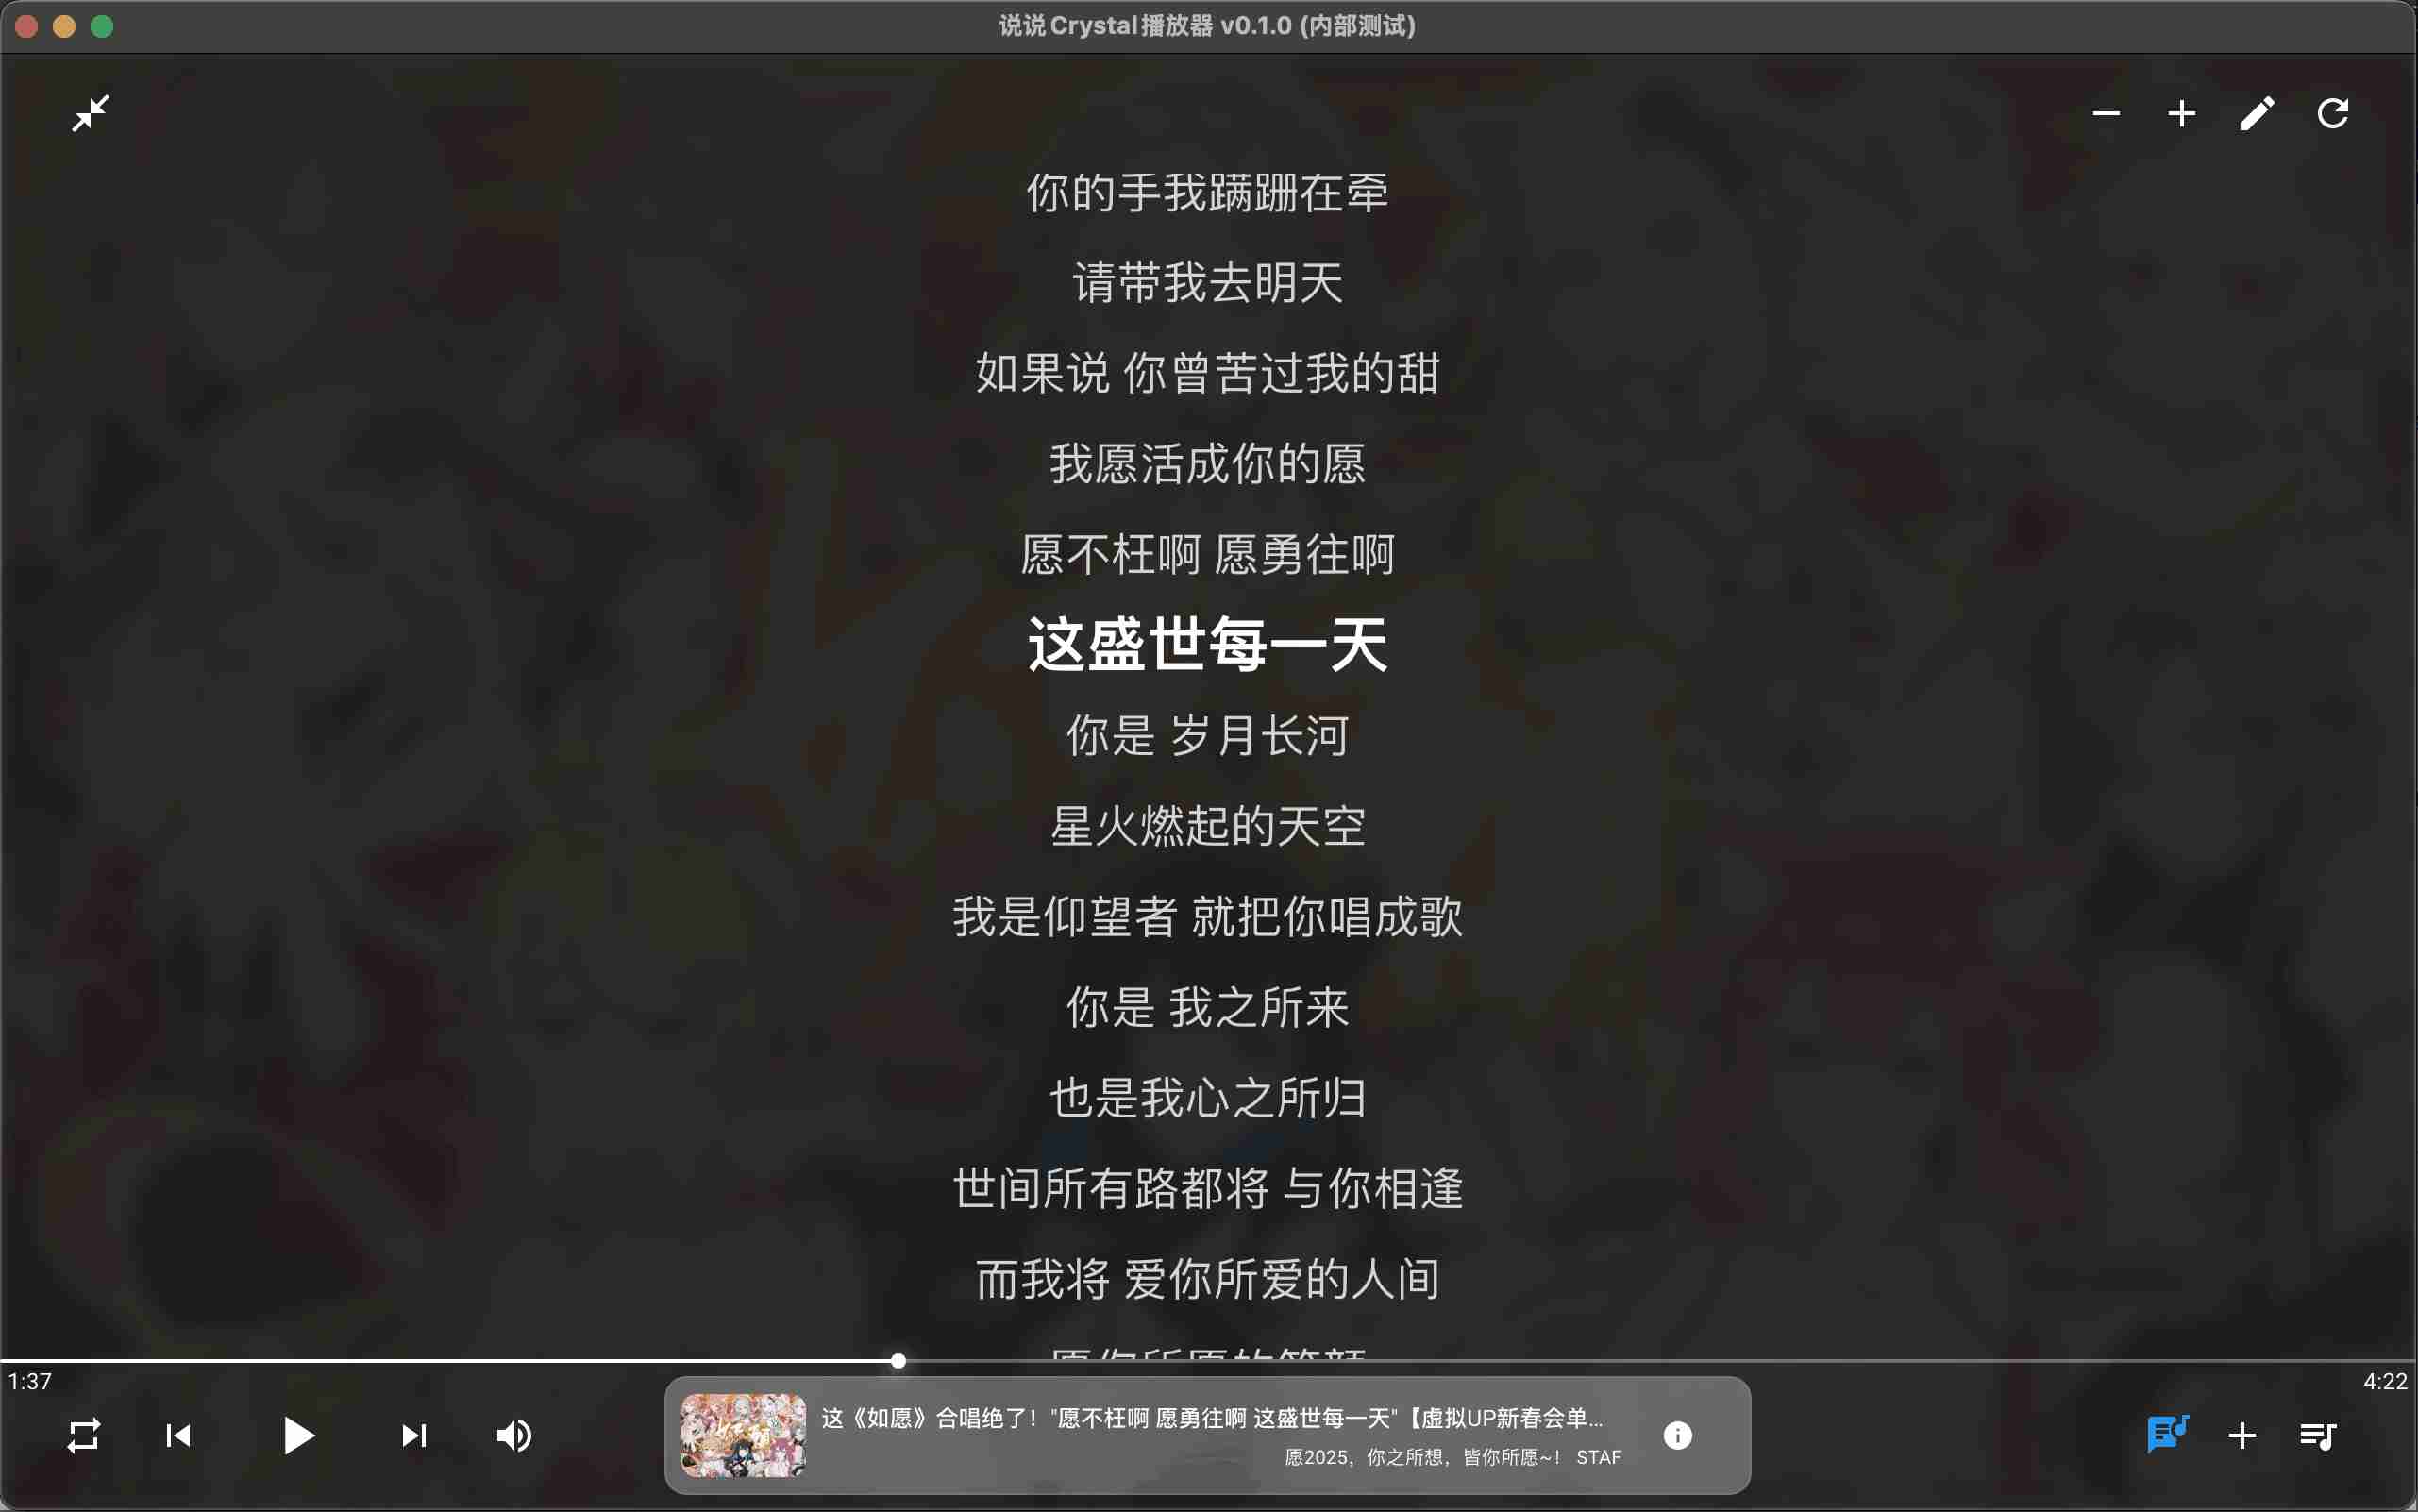 说说Crystal播放器 v0.1.0 (内部测试)
你的手我蹒跚在牵
请带我去明天
如果说 你曾苦过我的甜
我愿活成你的愿
愿不枉啊 愿勇往啊
这盛世每一天
你是 岁月长河
星火燃起的天空
我是仰望者 就把你唱成歌
你是 我之所来
也是我心之所归
世间所有路都将 与你相逢
而我将 爱你所爱的人间
1:37
4:22
这《如愿》合唱绝了！"愿不枉啊 愿勇往啊 这盛世每一天"【虚拟UP新春会单...
愿2025，你之所想，皆你所愿~！ STAF